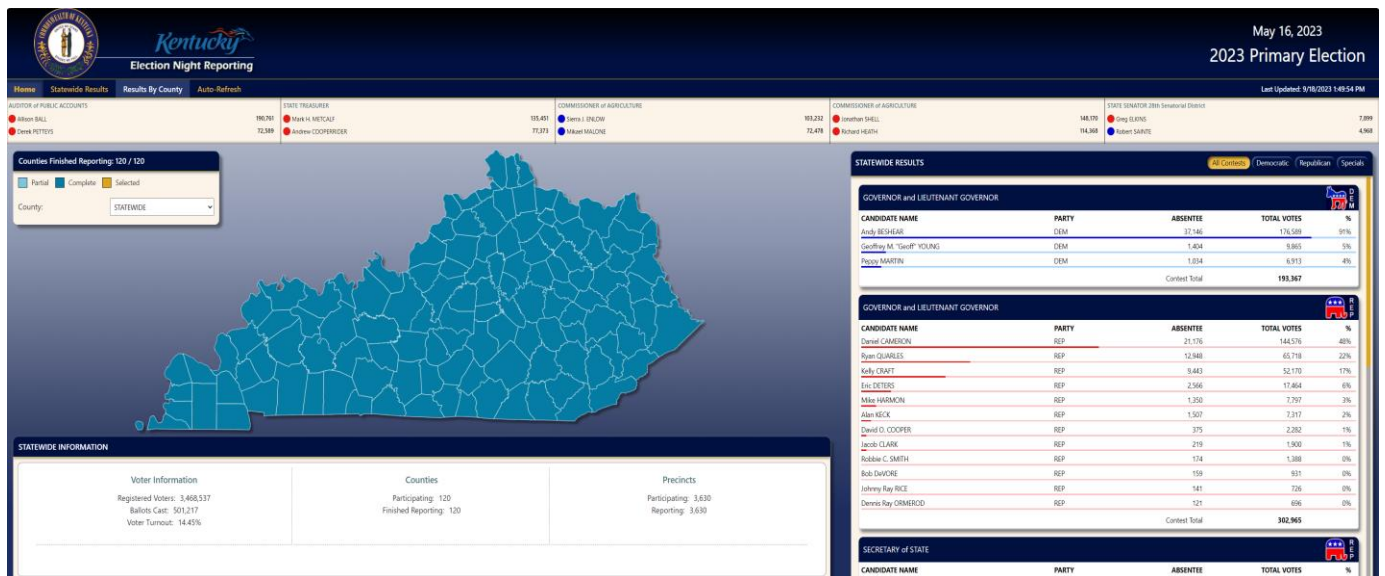 COMMONWEALTH OF KENTUCKY
Kentucky
Election Night Reporting
May 16, 2023
2023 Primary Election
Home Statewide Results Results By County Auto-Refresh Last Updated: 9/18/2023 1:49:54 PM
AUDITOR of PUBLIC ACCOUNTS STATE TREASURER COMMISSIONER of AGRICULTURE COMMISSIONER of AGRICULTURE STATE SENATOR 28th Senatorial District
Allison BALL 190,761 Mark H. METCALF 135,451 Sierra J. ENLOW 103,232 Jonathan SHELL 148,170 Greg ELKINS 7,899
Derek PETTEYS 72,589 Andrew COOPERRIDER 77,373 Mikael MALONE 72,478 Richard HEATH 114,368 Robert SAINTE 4,968
Counties Finished Reporting: 120 / 120
Partial Complete Selected
County: STATEWIDE
STATEWIDE INFORMATION
Voter Information
Registered Voters: 3,468,537
Ballots Cast: 501,217
Voter Turnout: 14.45%
Counties
Participating: 120
Finished Reporting: 120
Precincts
Participating: 3,630
Reporting: 3,630
STATEWIDE RESULTS All Contests Democratic Republican Specials
GOVERNOR and LIEUTENANT GOVERNOR DEM
CANDIDATE NAME PARTY ABSENTEE TOTAL VOTES %
Andy BESHEAR DEM 37,146 176,589 91%
Geoffrey M. "Geoff" YOUNG DEM 1,404 9,865 5%
Peppy MARTIN DEM 1,034 6,913 4%
Contest Total 193,367
GOVERNOR and LIEUTENANT GOVERNOR REP
CANDIDATE NAME PARTY ABSENTEE TOTAL VOTES %
Daniel CAMERON REP 21,176 144,576 48%
Ryan QUARLES REP 12,948 65,718 22%
Kelly CRAFT REP 9,443 52,170 17%
Eric DETERS REP 2,566 17,464 6%
Mike HARMON REP 1,350 7,797 3%
Alan KECK REP 1,507 7,317 2%
David O. COOPER REP 375 2,282 1%
Jacob CLARK REP 219 1,900 1%
Robbie C. SMITH REP 174 1,388 0%
Bob DeVORE REP 159 931 0%
Johnny Ray RICE REP 141 726 0%
Dennis Ray ORMEROD REP 121 696 0%
Contest Total 302,965
SECRETARY of STATE REP
CANDIDATE NAME PARTY ABSENTEE TOTAL VOTES %